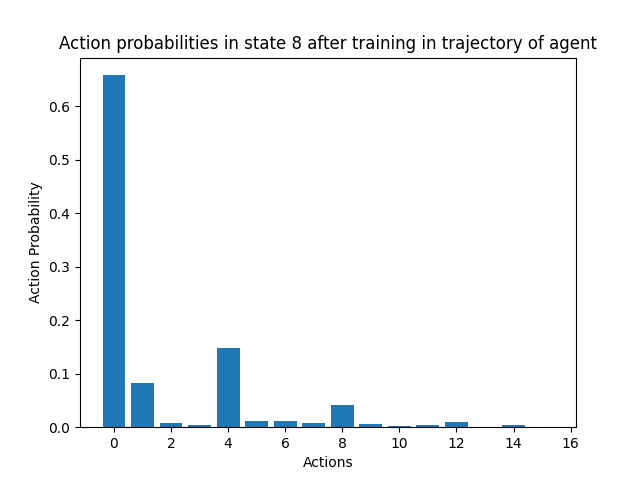 Action probabilities in state 8 after training in trajectory of agent
0.6
0.5
0.4
0.3
0.2
0.1
0.0
Action Probability
0 2 4 6 8 10 12 14 16
Actions